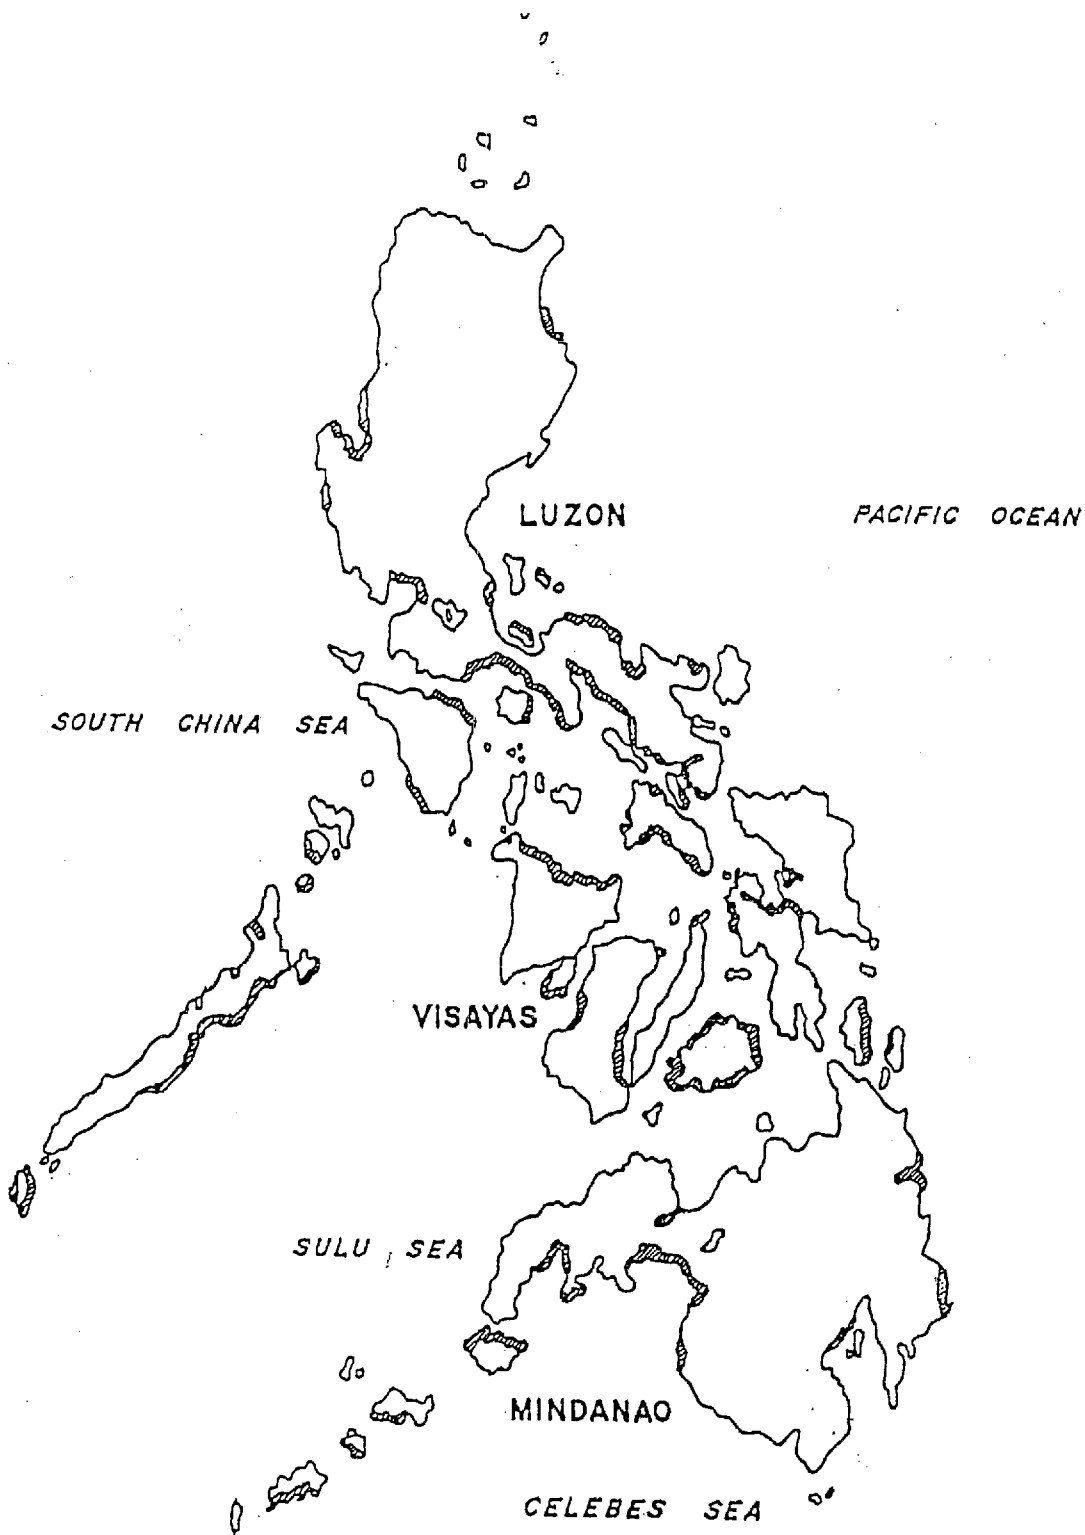 LUZON
PACIFIC OCEAN
SOUTH CHINA SEA
VISAYAS
SULU SEA
MINDANAO
CELEBES SEA